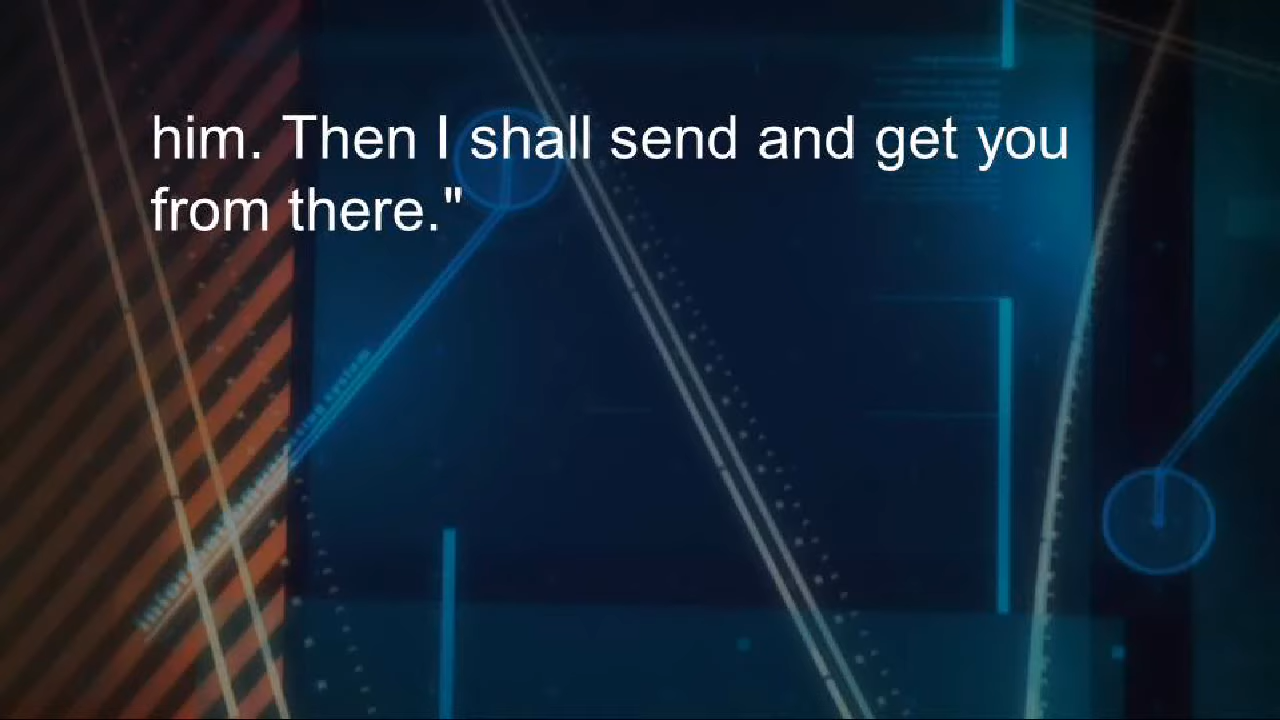 him. Then I shall send and get you
from there."